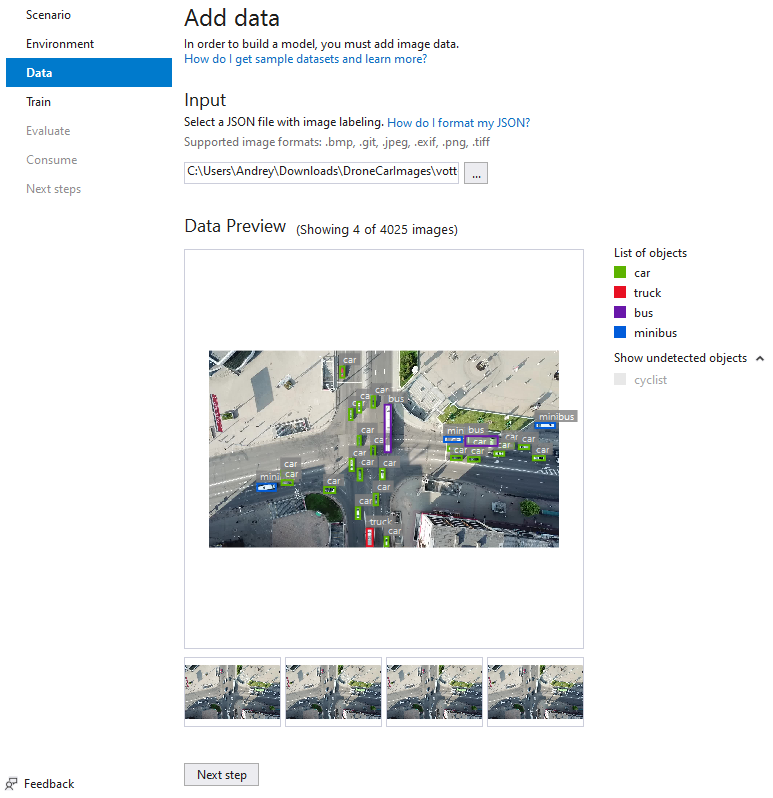 Scenario
Environment
Data
Train
Evaluate
Consume
Next steps
Feedback
Add data
In order to build a model, you must add image data.
How do I get sample datasets and learn more?
Input
Select a JSON file with image labeling. How do I format my JSON?
Supported image formats: .bmp, .git, .jpeg, .exif, .png, .tiff
C:\Users\Andrey\Downloads\DroneCarImages\vott
...
Data Preview (Showing 4 of 4025 images)
car
car
car
car
bus
minibus
car
min bus
car
car car
car
car car
car car
car car
mini car
car
car
car
truck
car
List of objects
car
truck
bus
minibus
Show undetected objects
cyclist
Next step